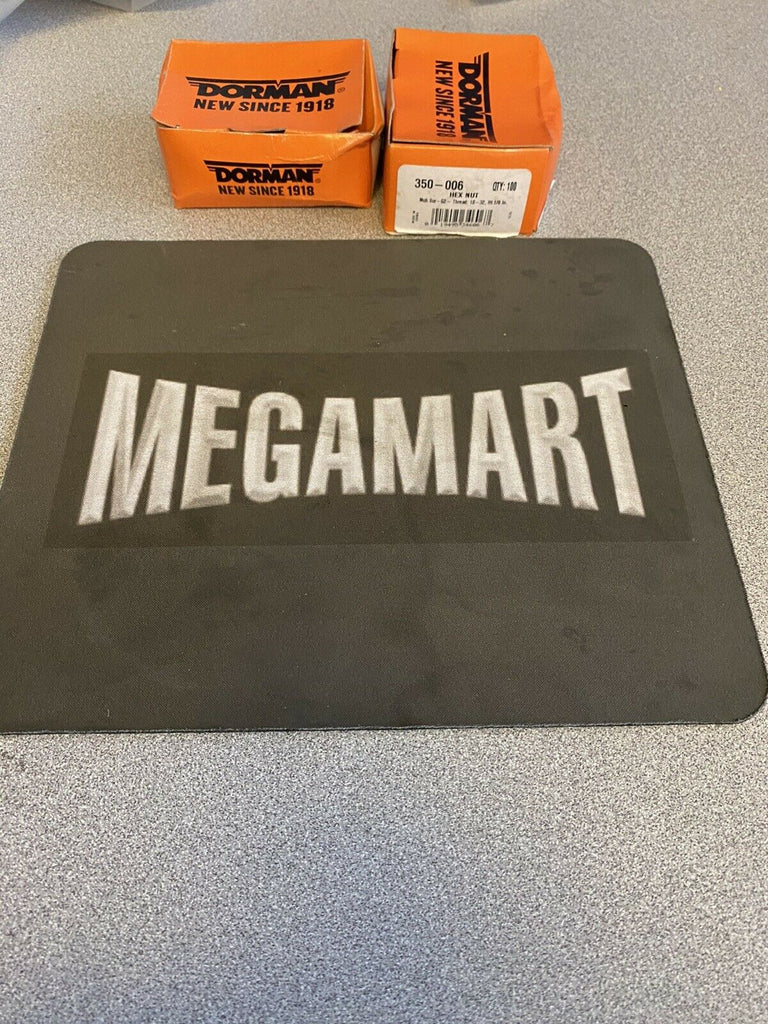 DORMAN®
NEW SINCE 1918
DORMAN®
NEW SINCE 1918
DORMAN
NEW SINCE 1918
350-006 QTY: 100
HEX NUT
MEGAMART